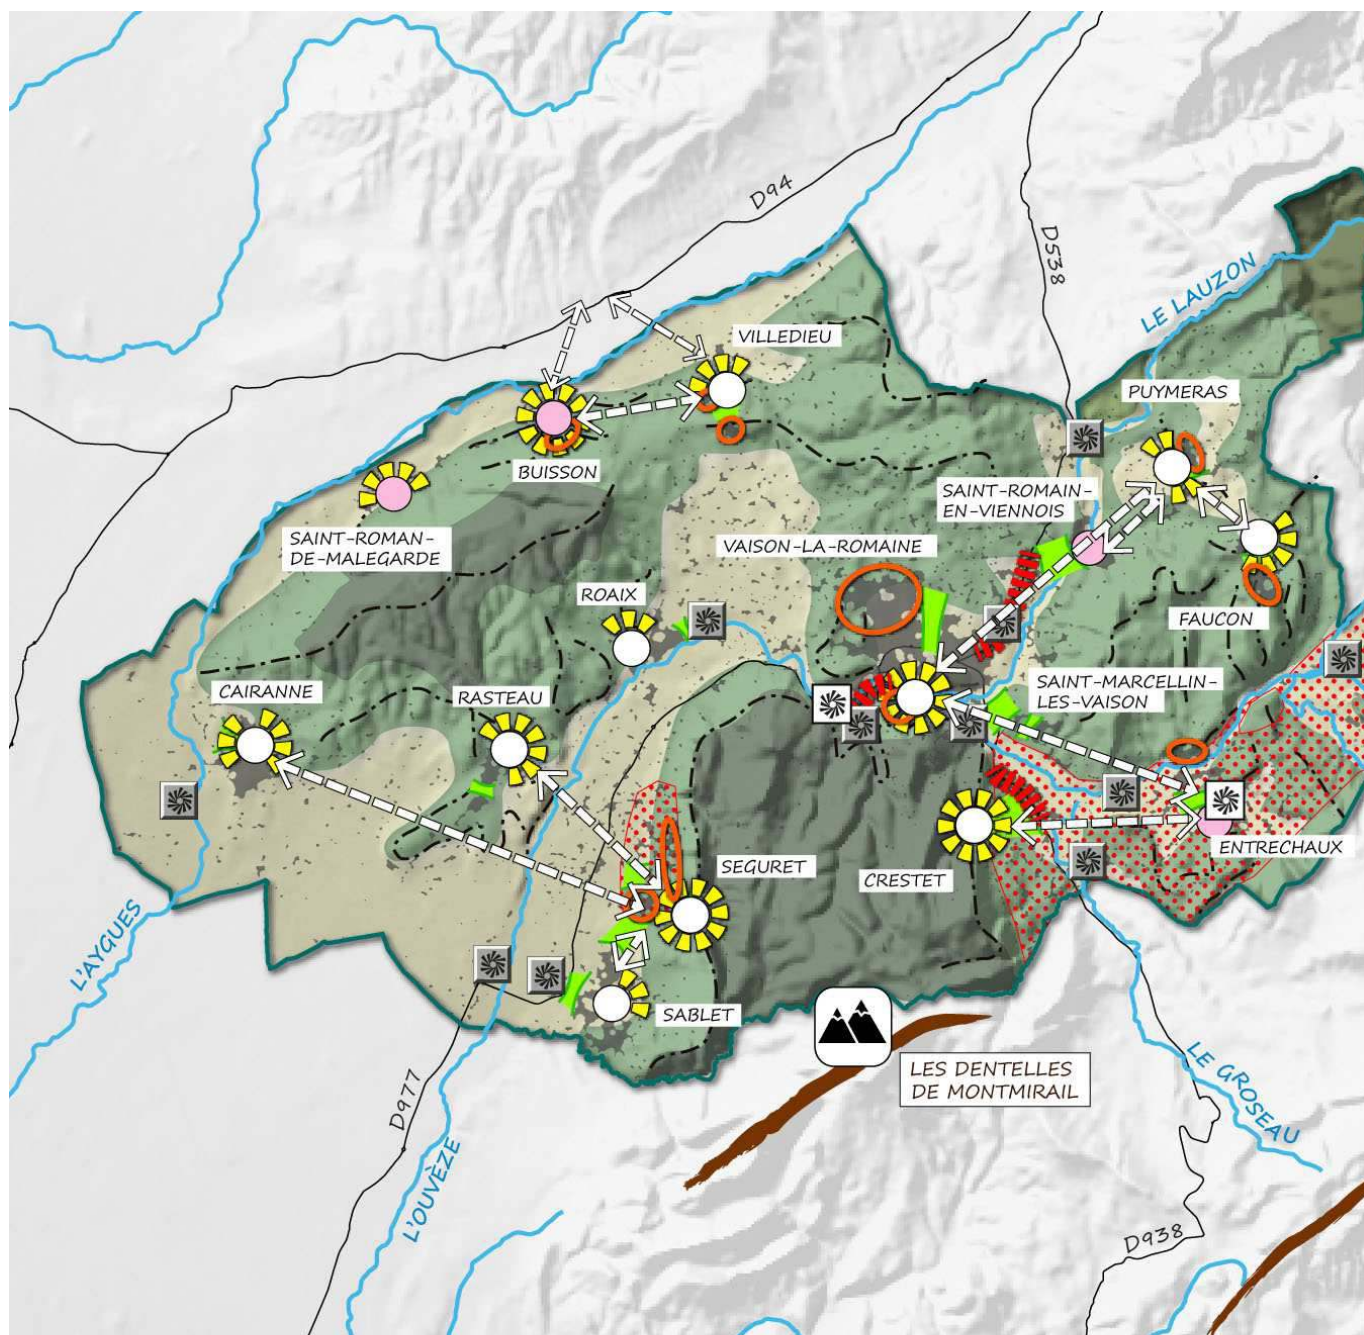 D94
D538
LE LAUZON
VILLEDIEU
PUYMERAS
BUISSON
SAINT-ROMAIN-
EN-VIENNOIS
SAINT-ROMAN-
DE-MALEGARDE
VAISON-LA-ROMAINE
ROAIX
FAUCON
CAIRANNE
RASTEAU
SAINT-MARCELLIN-
LES-VAISON
SEGURET
CRESTET
ENTRECHAUX
L'AYGUES
SABLET
LES DENTELLES
DE MONTMIRAIL
D977
LE GROSEAU
L'OUVÈZE
D938